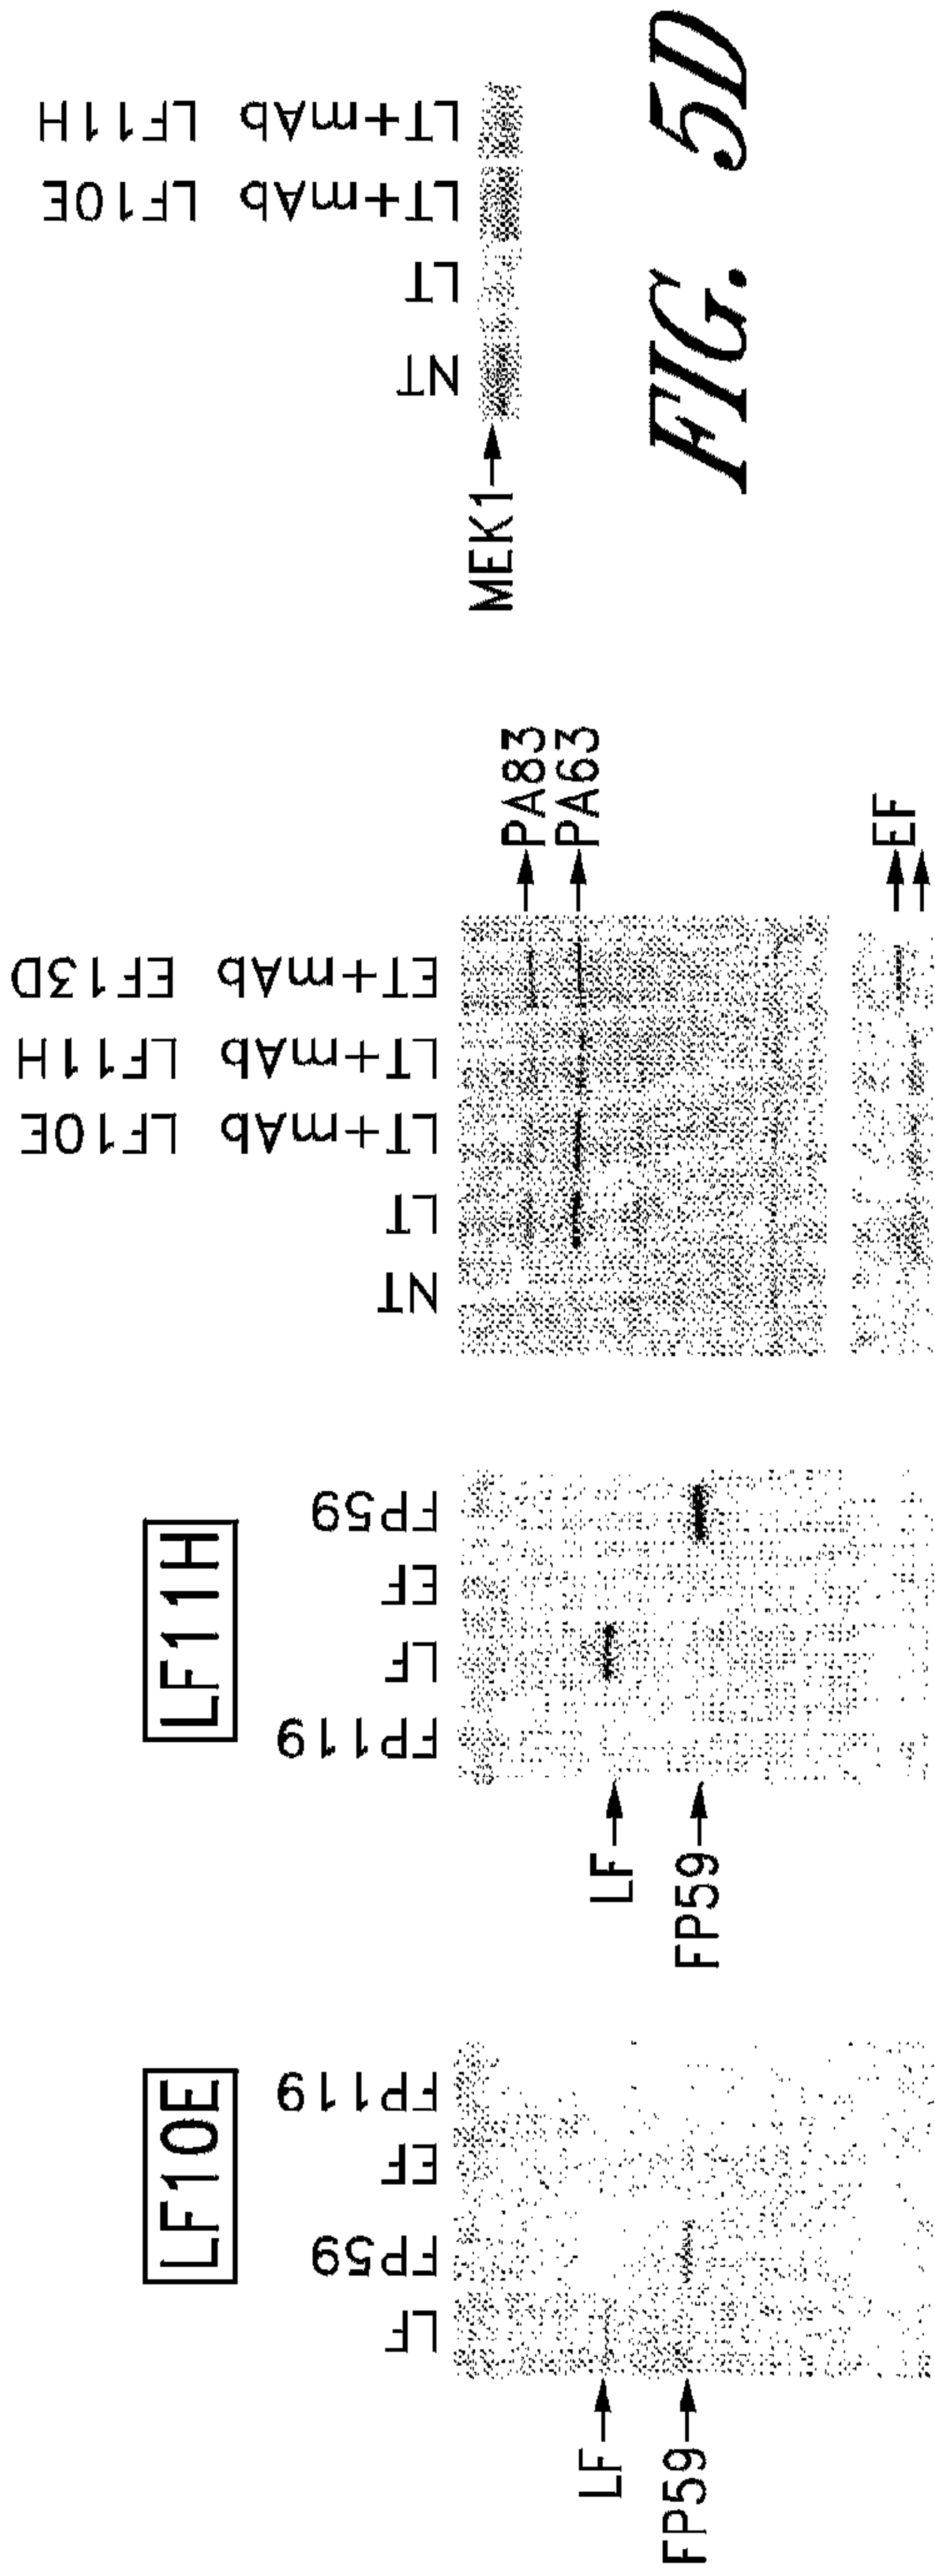 LF10E
LF
FP59
EF
FP119
LF
FP59
LF11H
FP119
LF
EF
FP59
LF
FP59
NT
LT
LT+mAb LF10E
LT+mAb LF11H
ET+mAb EF13D
PA83
PA63
EF
NT
LT
LT+mAb LF10E
LT+mAb LF11H
MEK1
FIG. 5D